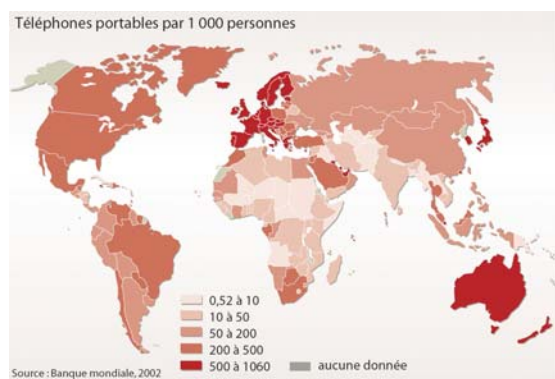 Téléphones portables par 1 000 personnes
0,52 à 10
10 à 50
50 à 200
200 à 500
500 à 1060
aucune donnée
Source : Banque mondiale, 2002